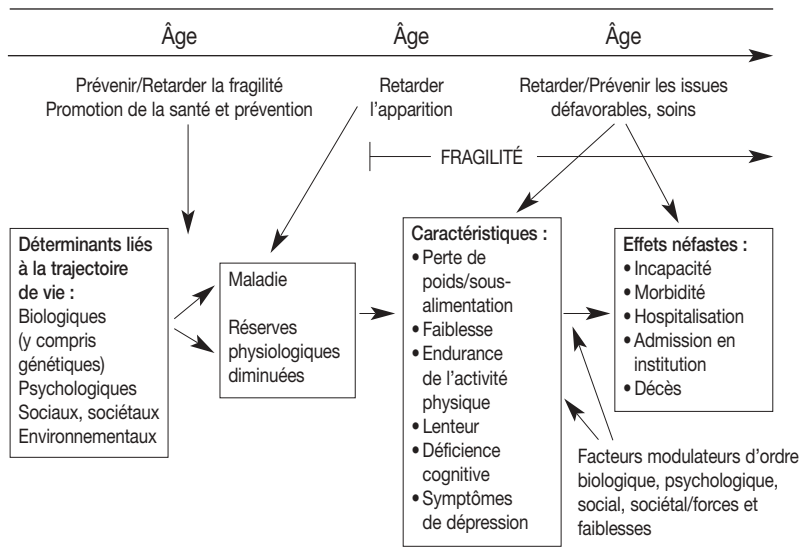 Âge Âge Âge
Prévenir/Retarder la fragilité
Promotion de la santé et prévention
Retarder
l'apparition
Retarder/Prévenir les issues
défavorables, soins
FRAGILITÉ
Déterminants liés
à la trajectoire
de vie :
Biologiques
(y compris
génétiques)
Psychologiques
Sociaux, sociétaux
Environnementaux
Maladie
Réserves
physiologiques
diminuées
Caractéristiques :
• Perte de
poids/sous-
alimentation
• Faiblesse
• Endurance
de l'activité
physique
• Lenteur
• Déficience
cognitive
• Symptômes
de dépression
Effets néfastes :
• Incapacité
• Morbidité
• Hospitalisation
• Admission en
institution
• Décès
Facteurs modulateurs d'ordre
biologique, psychologique,
social, sociétal/forces et
faiblesses